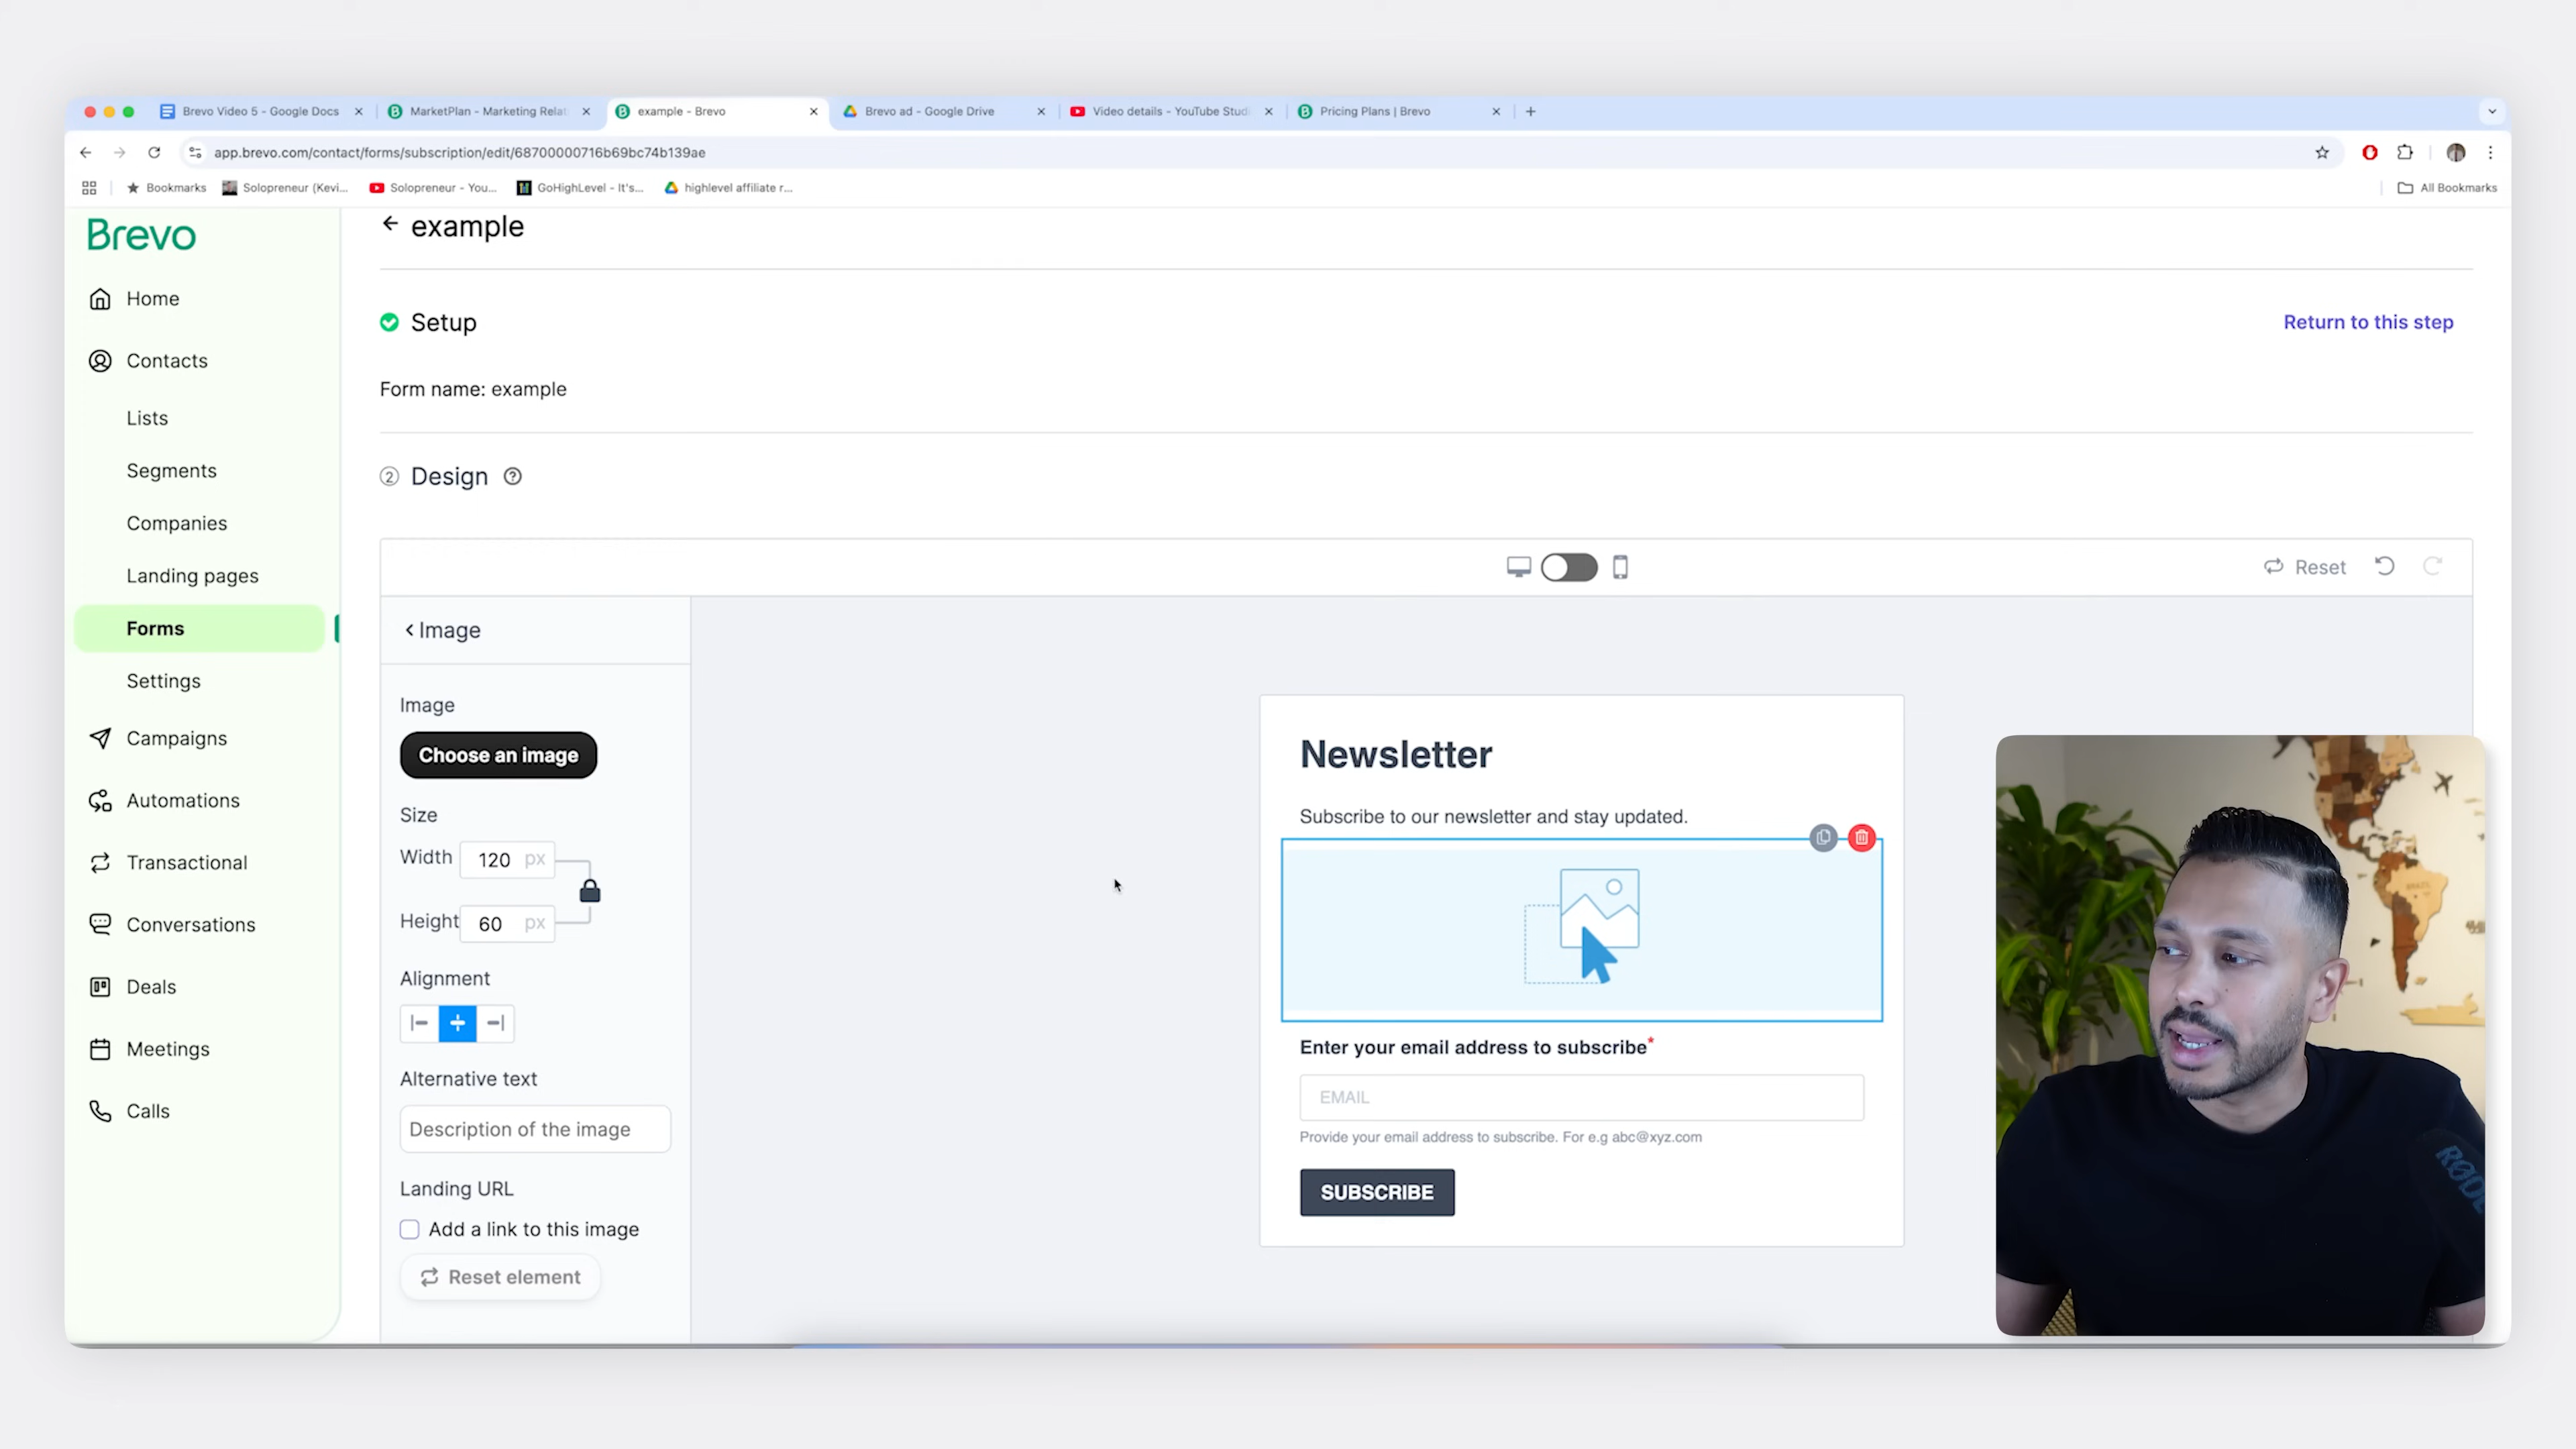 Brevo Video 5 - Google Docs
MarketPlan - Marketing Relat
example - Brevo
Brevo ad - Google Drive
Video details - YouTube Studi
Pricing Plans | Brevo
app.brevo.com/contact/forms/subscription/edit/68700000716b69bc74b139ae
Bookmarks
Solopreneur (Kevi...
Solopreneur - You...
GoHighLevel - It's...
highlevel affiliate r...
All Bookmarks
Brevo
Home
Contacts
Lists
Segments
Companies
Landing pages
Forms
Settings
Campaigns
Automations
Transactional
Conversations
Deals
Meetings
Calls
example
Setup
Return to this step
Form name: example
2 Design ?
Reset
Image
Image
Choose an image
Size
Width 120 px
Height 60 px
Alignment
Alternative text
Description of the image
Landing URL
Add a link to this image
Reset element
Newsletter
Subscribe to our newsletter and stay updated.
Enter your email address to subscribe*
EMAIL
Provide your email address to subscribe. For e.g abc@xyz.com
SUBSCRIBE
BRAZIL
RØDE